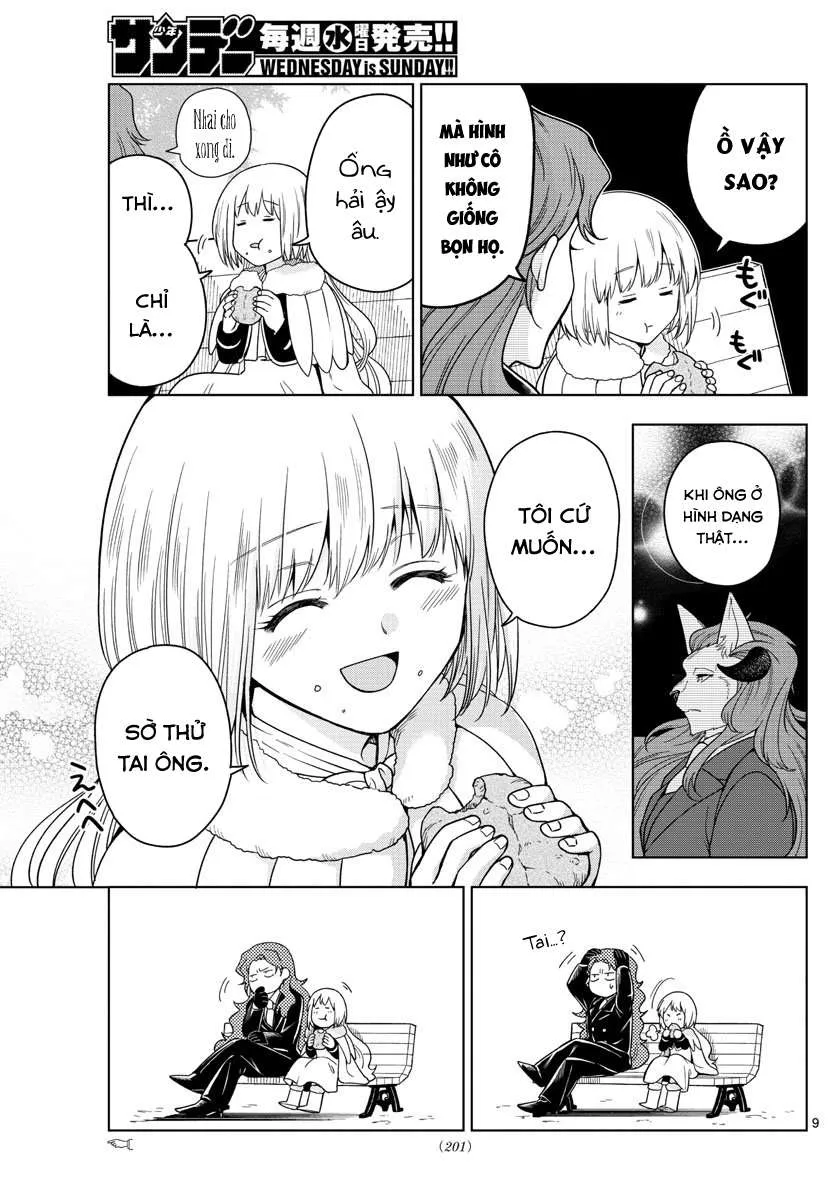 少年
サンデー
毎週水曜日発売!!
WEDNESDAY is SUNDAY!!
Ồ VẬY
SAO?
MÀ HÌNH
NHƯ CÔ
KHÔNG
GIỐNG
BỌN HỌ.
もぐ
もぐ
Ống
hải ậy
âu.
Nhai cho
xong đi.
THÌ...
CHỈ
LÀ...
KHI ÔNG Ở
HÌNH DẠNG
THẬT...
TÔI CỨ
MUỐN...
SỜ THỬ
TAI ÔNG.
えへへ
Tai...?
9
(201)